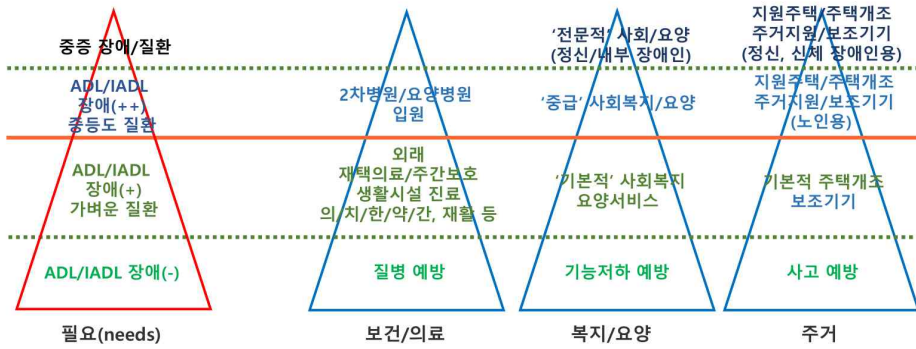 중증 장애/질환
ADL/IADL
장애(++)
중등도 질환
ADL/IADL
장애(+)
가벼운 질환
ADL/IADL 장애(-)
필요(needs)
2차병원/요양병원
입원
외래
재택의료/주간보호
생활시설 진료
의/치/한/약/간, 재활 등
질병 예방
보건/의료
‘전문적’ 사회/요양
(정신/내부 장애인)
‘중급’ 사회복지/요양
‘기본적’ 사회복지
요양서비스
기능저하 예방
복지/요양
지원주택/주택개조
주거지원/보조기기
(정신, 신체 장애인용)
지원주택/주택개조
주거지원/보조기기
(노인용)
기본적 주택개조
보조기기
사고 예방
주거